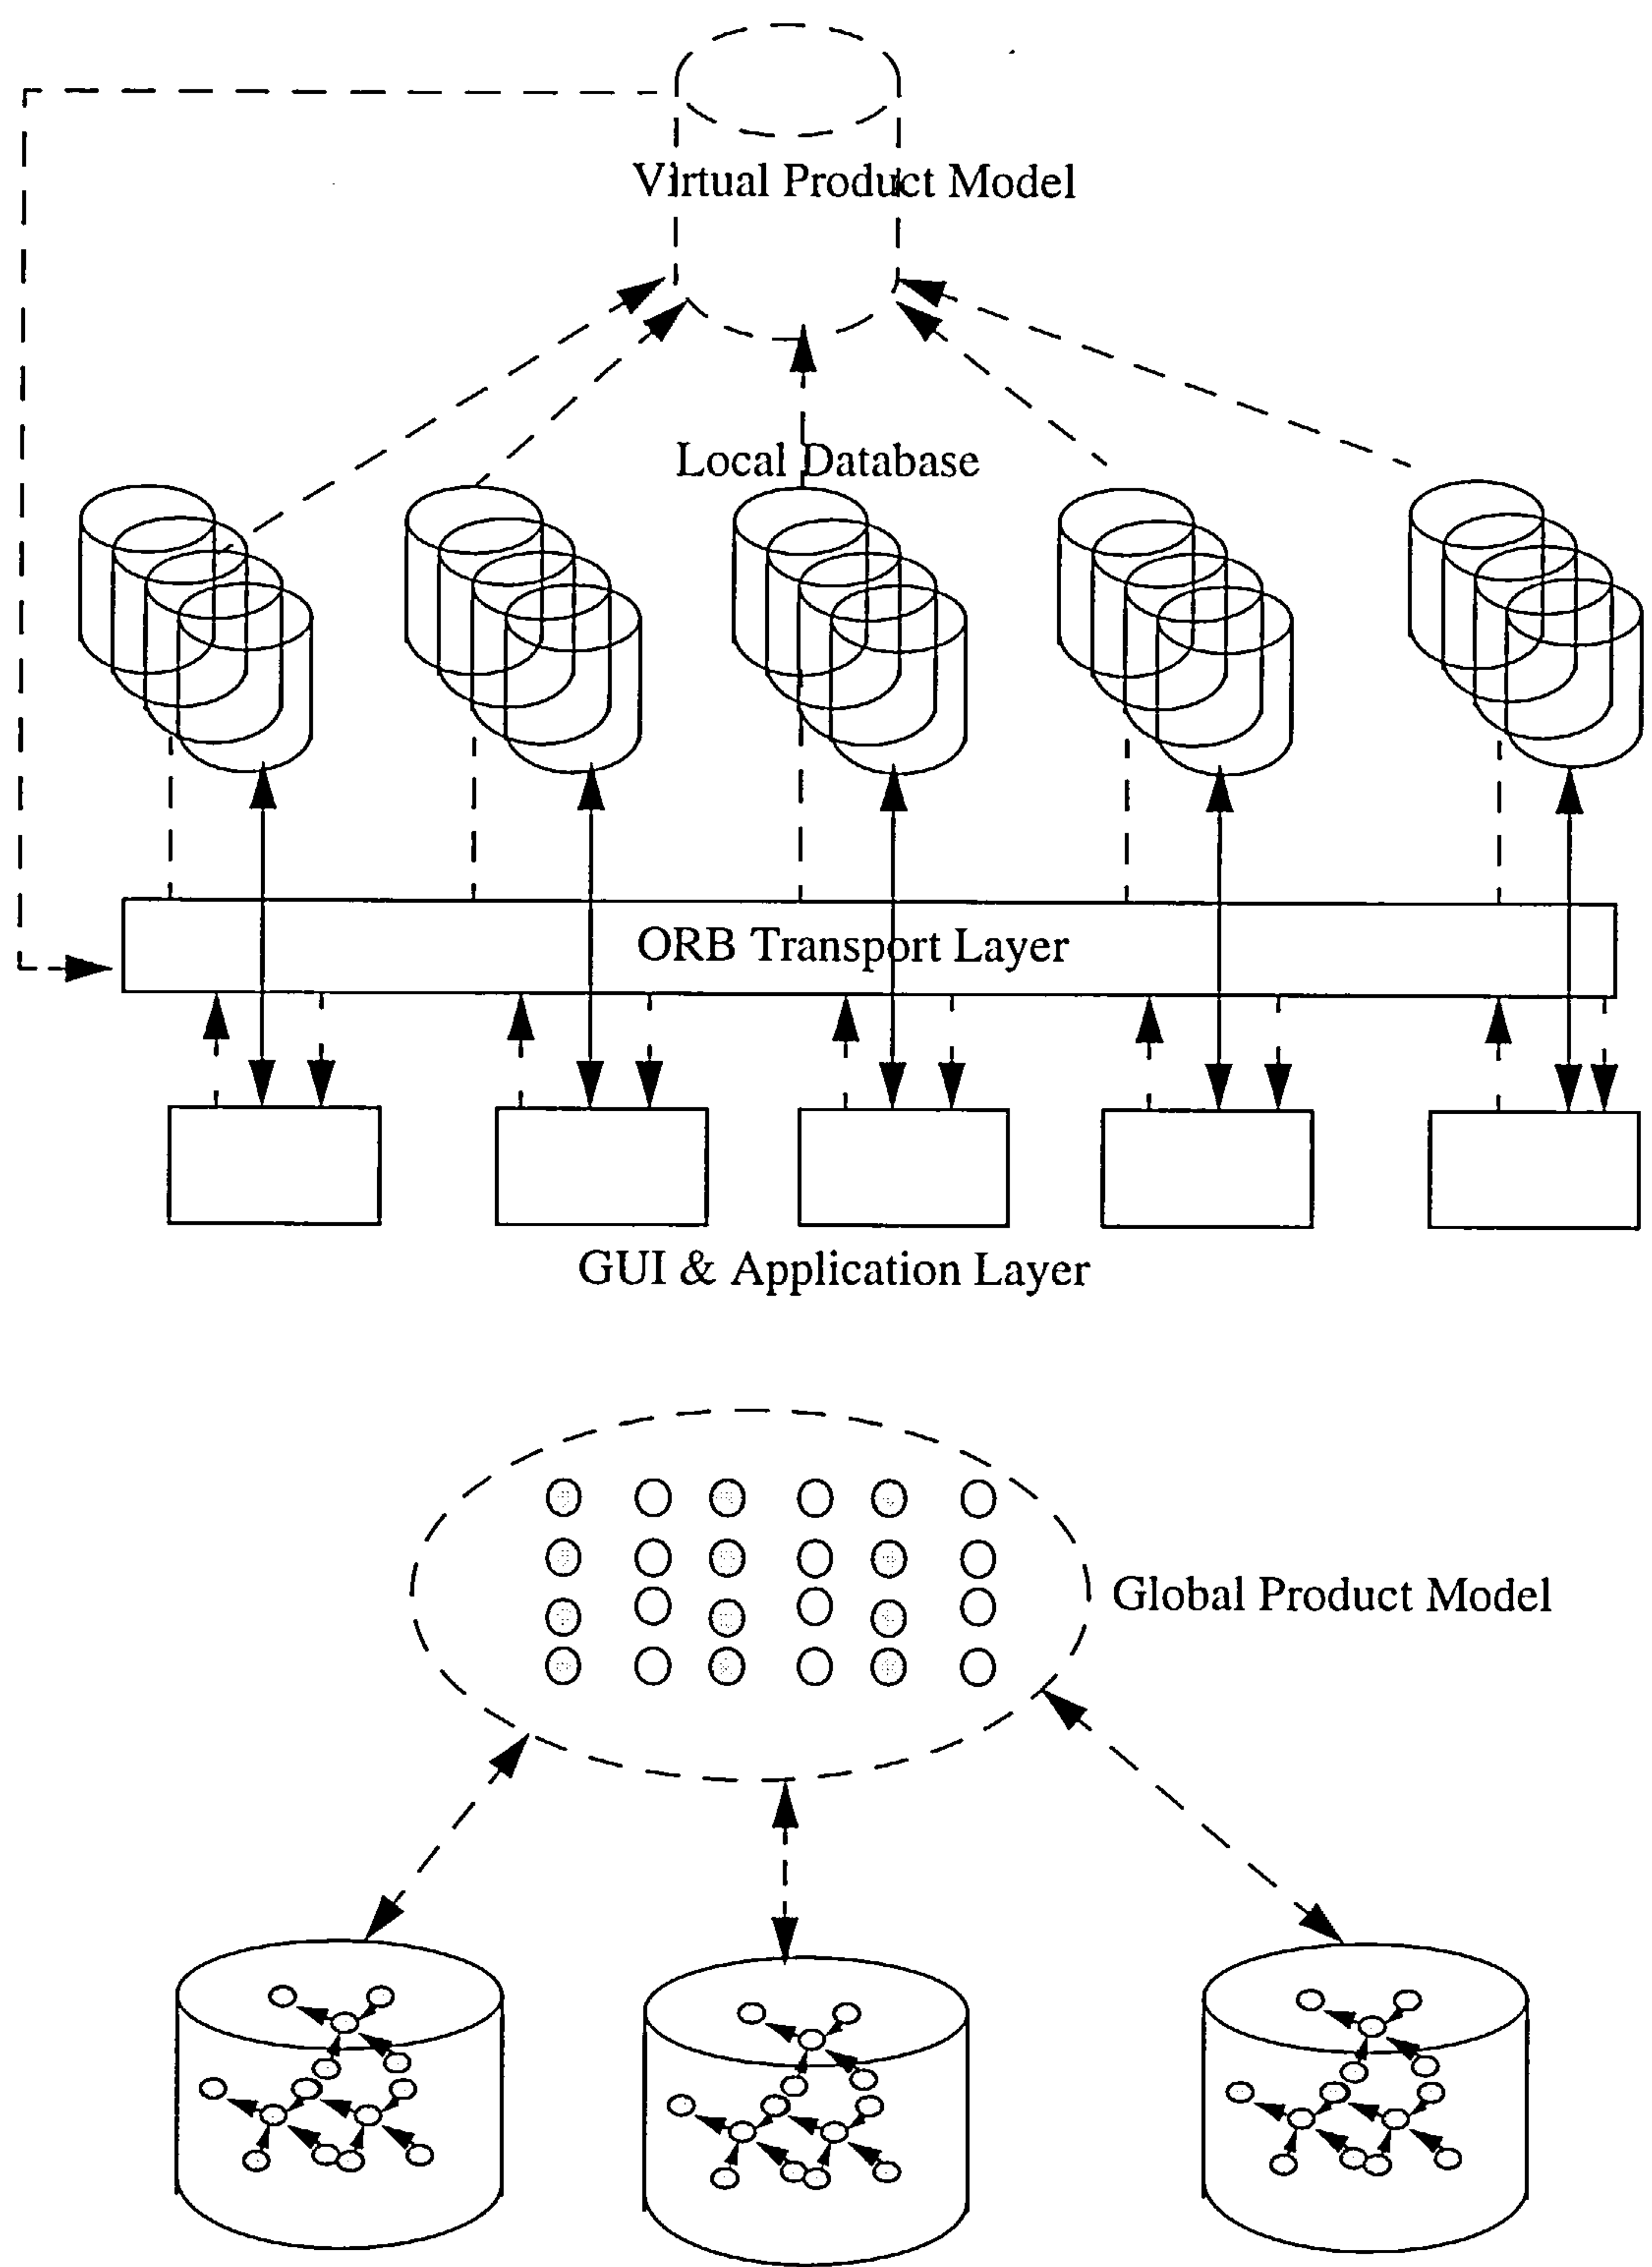 Virtual Product Model
Local Database
ORB Transport Layer
GUI & Application Layer
Global Product Model